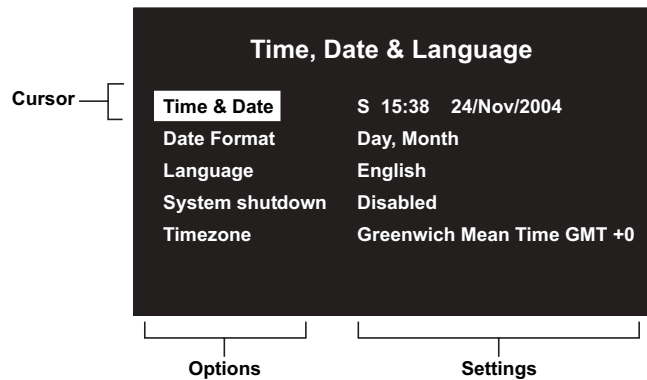 Time, Date & Language
Cursor
Time & Date S 15:38 24/Nov/2004
Date Format Day, Month
Language English
System shutdown Disabled
Timezone Greenwich Mean Time GMT +0
Options Settings